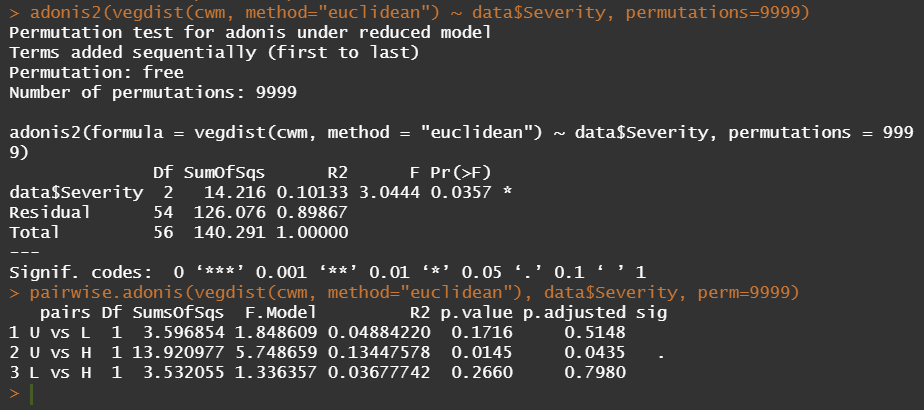 > adonis2(vegdist(cwm, method="euclidean") ~ data$Severity, permutations=9999)
Permutation test for adonis under reduced model
Terms added sequentially (first to last)
Permutation: free
Number of permutations: 9999

adonis2(formula = vegdist(cwm, method = "euclidean") ~ data$Severity, permutations = 999
9)
              Df SumOfSqs      R2      F Pr(>F)
data$Severity  2   14.216 0.10133 3.0444 0.0357 *
Residual      54  126.076 0.89867
Total         56  140.291 1.00000
---
Signif. codes:  0 ‘***’ 0.001 ‘**’ 0.01 ‘*’ 0.05 ‘.’ 0.1 ‘ ’ 1
> pairwise.adonis(vegdist(cwm, method="euclidean"), data$Severity, perm=9999)
   pairs Df SumsOfSqs  F.Model         R2 p.value p.adjusted sig
1 U vs L  1  3.596854 1.848609 0.04884220  0.1716     0.5148
2 U vs H  1 13.920977 5.748659 0.13447578  0.0145     0.0435   .
3 L vs H  1  3.532055 1.336357 0.03677742  0.2660     0.7980
>